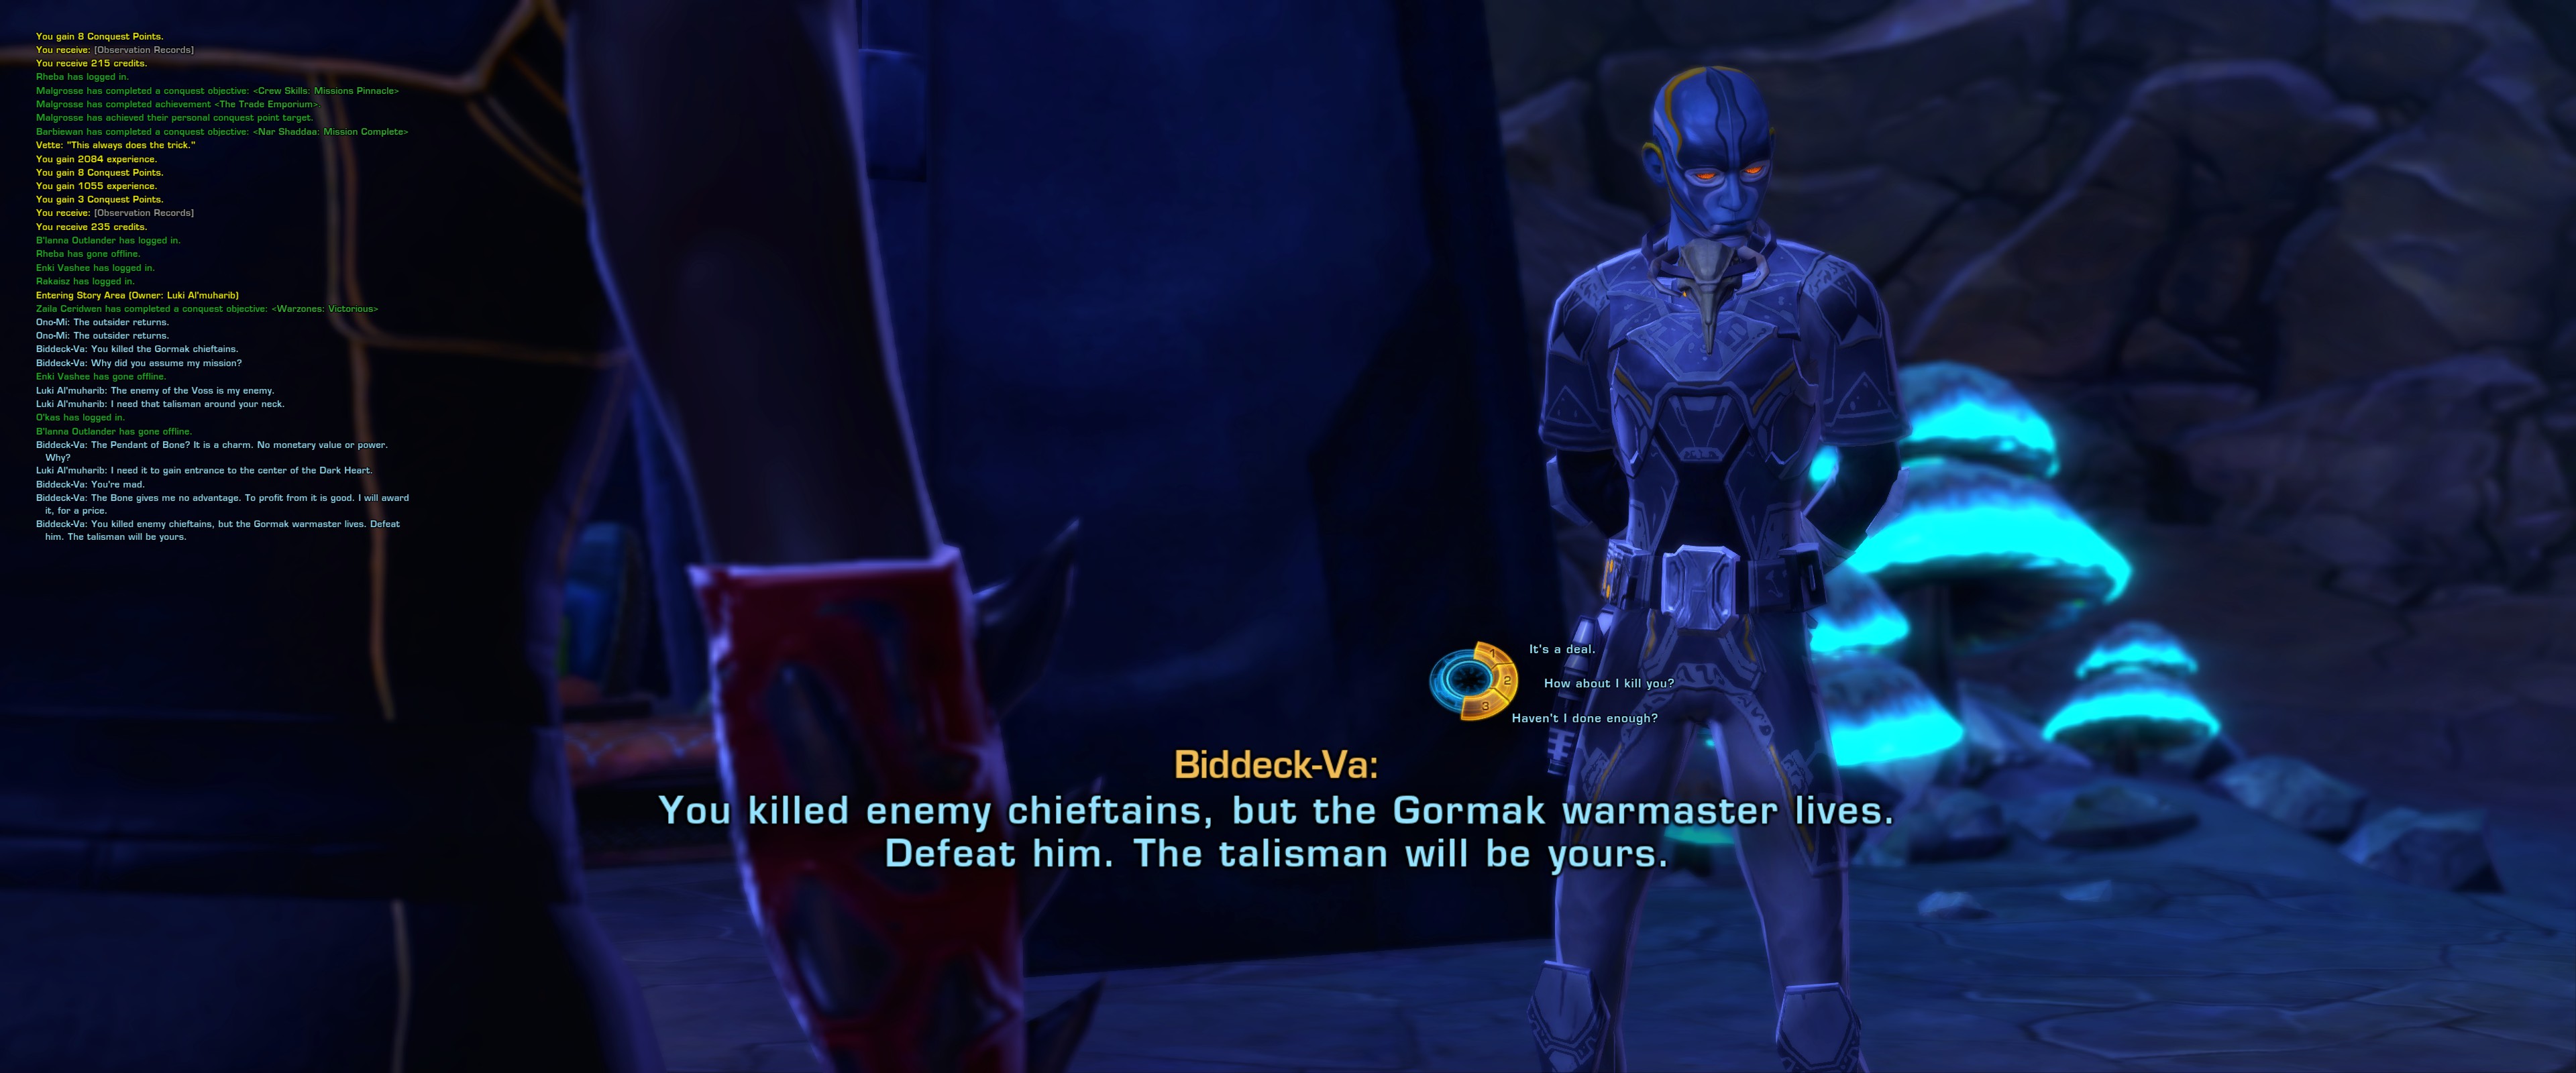 You gain 8 Conquest Points.
You receive: [Observation Records]
You receive 215 credits.
Rheba has logged in.
Malgrosse has completed a conquest objective: <Crew Skills: Missions Pinnacle>
Malgrosse has completed achievement <The Trade Emporium>.
Malgrosse has achieved their personal conquest point target.
Barbiewan has completed a conquest objective: <Nar Shaddaa: Mission Complete>
Vette: "This always does the trick."
You gain 2084 experience.
You gain 8 Conquest Points.
You gain 1055 experience.
You gain 3 Conquest Points.
You receive: [Observation Records]
You receive 235 credits.
B'lanna Outlander has logged in.
Rheba has gone offline.
Enki Vashee has logged in.
Rakaisz has logged in.
Entering Story Area (Owner: Luki Al'muharib)
Zaila Ceridwen has completed a conquest objective: <Warzones: Victorious>
Ono-Mi: The outsider returns.
Ono-Mi: The outsider returns.
Biddeck-Va: You killed the Gormak chieftains.
Biddeck-Va: Why did you assume my mission?
Enki Vashee has gone offline.
Luki Al'muharib: The enemy of the Voss is my enemy.
Luki Al'muharib: I need that talisman around your neck.
O'kas has logged in.
B'lanna Outlander has gone offline.
Biddeck-Va: The Pendant of Bone? It is a charm. No monetary value or power.
Why?
Luki Al'muharib: I need it to gain entrance to the center of the Dark Heart.
Biddeck-Va: You're mad.
Biddeck-Va: The Bone gives me no advantage. To profit from it is good. I will award
it, for a price.
Biddeck-Va: You killed enemy chieftains, but the Gormak warmaster lives. Defeat
him. The talisman will be yours.
1 It's a deal.
2 How about I kill you?
3 Haven't I done enough?
Biddeck-Va:
You killed enemy chieftains, but the Gormak warmaster lives.
Defeat him. The talisman will be yours.